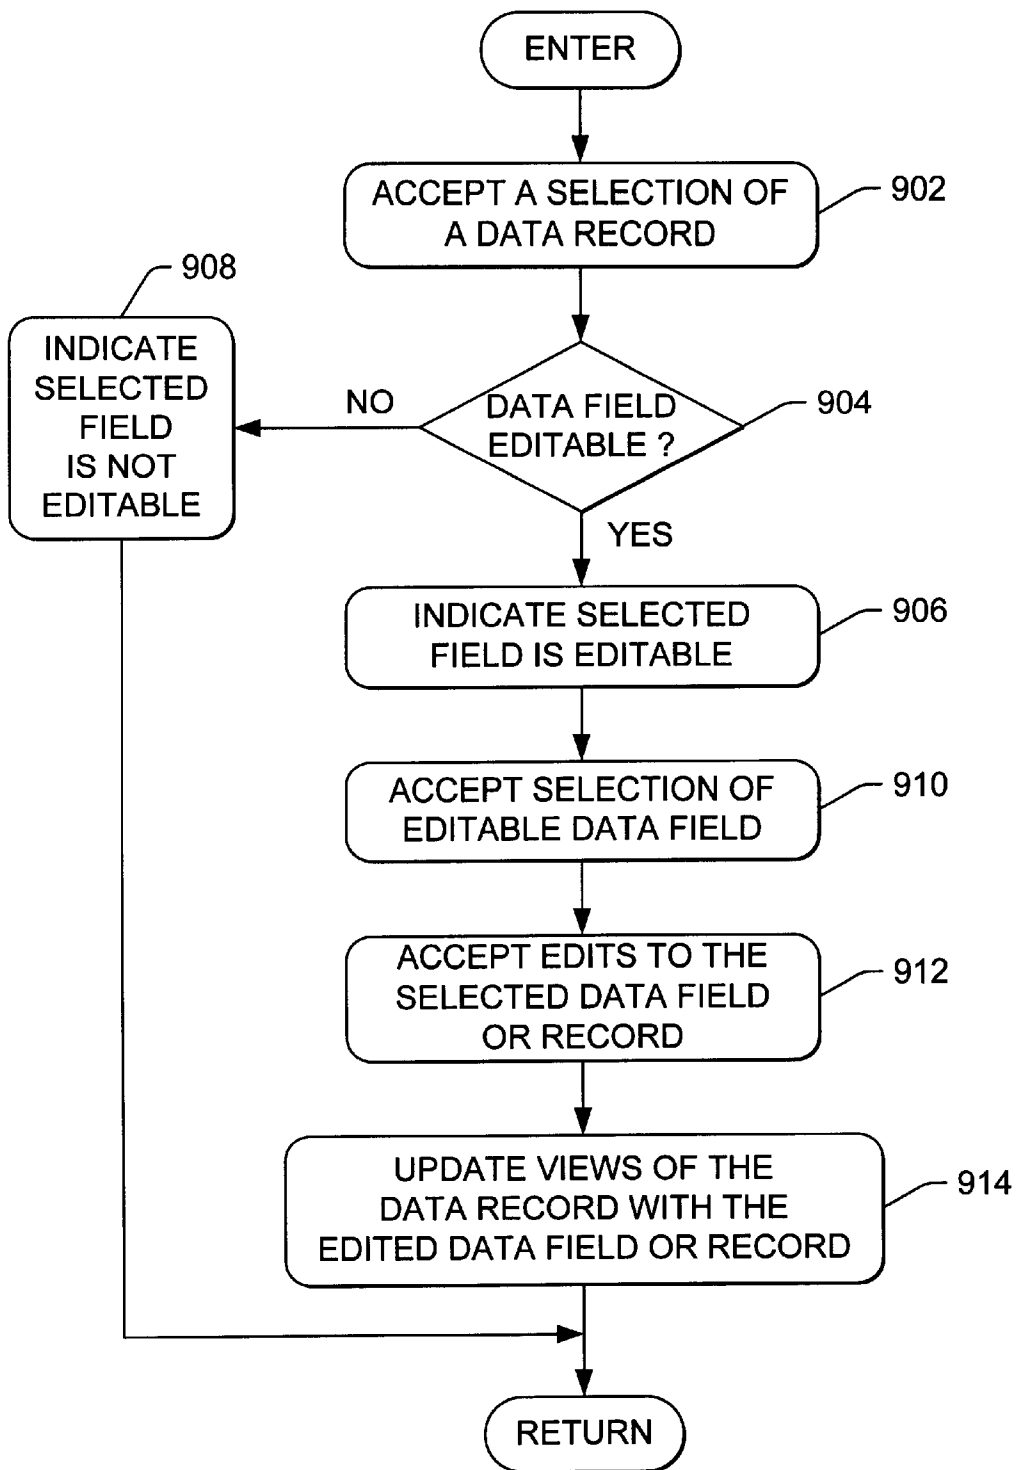 ENTER
ACCEPT A SELECTION OF
A DATA RECORD
902
908
INDICATE
SELECTED
FIELD
IS NOT
EDITABLE
NO
DATA FIELD
EDITABLE ?
904
YES
INDICATE SELECTED
FIELD IS EDITABLE
906
ACCEPT SELECTION OF
EDITABLE DATA FIELD
910
ACCEPT EDITS TO THE
SELECTED DATA FIELD
OR RECORD
912
UPDATE VIEWS OF THE
DATA RECORD WITH THE
EDITED DATA FIELD OR RECORD
914
RETURN